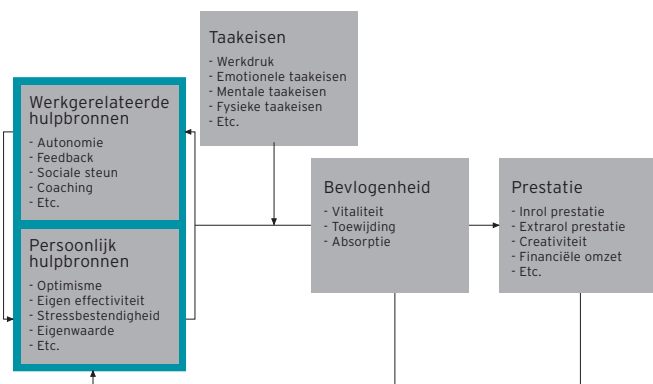 Taakeisen
- Werkdruk
- Emotionele taakeisen
- Mentale taakeisen
- Fysieke taakeisen
- Etc.
Werkgerelateerde
hulpbronnen
- Autonomie
- Feedback
- Sociale steun
- Coaching
- Etc.
Persoonlijk
hulpbronnen
- Optimisme
- Eigen effectiviteit
- Stressbestendigheid
- Eigenwaarde
- Etc.
Bevlogenheid
- Vitaliteit
- Toewijding
- Absorptie
Prestatie
- Inrol prestatie
- Extrarol prestatie
- Creativiteit
- Financiële omzet
- Etc.